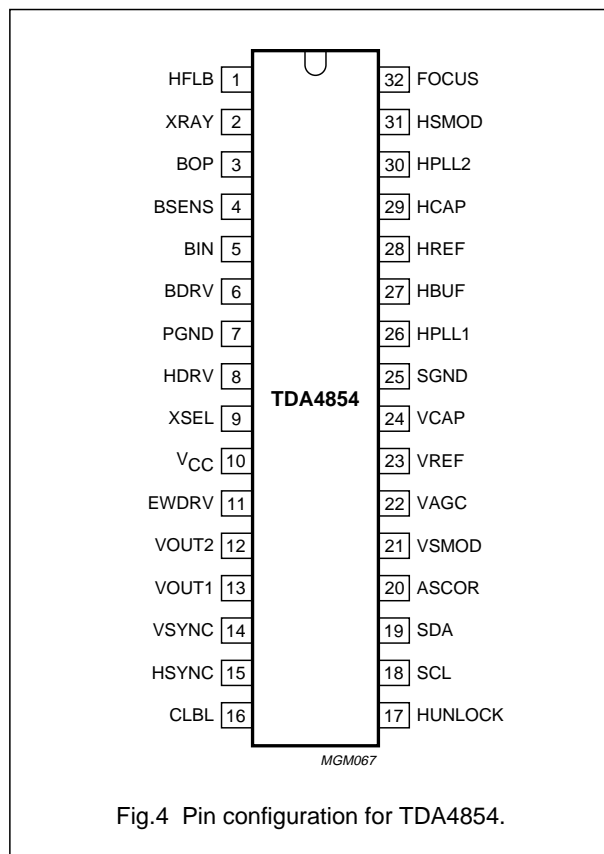 HFLB 1 32 FOCUS
XRAY 2 31 HSMOD
BOP 3 30 HPLL2
BSENS 4 29 HCAP
BIN 5 28 HREF
BDRV 6 27 HBUF
PGND 7 26 HPLL1
HDRV 8 25 SGND
TDA4854
XSEL 9 24 VCAP
VCC 10 23 VREF
EWDRV 11 22 VAGC
VOUT2 12 21 VSMOD
VOUT1 13 20 ASCOR
VSYNC 14 19 SDA
HSYNC 15 18 SCL
CLBL 16 17 HUNLOCK
MGM067
Fig.4 Pin configuration for TDA4854.